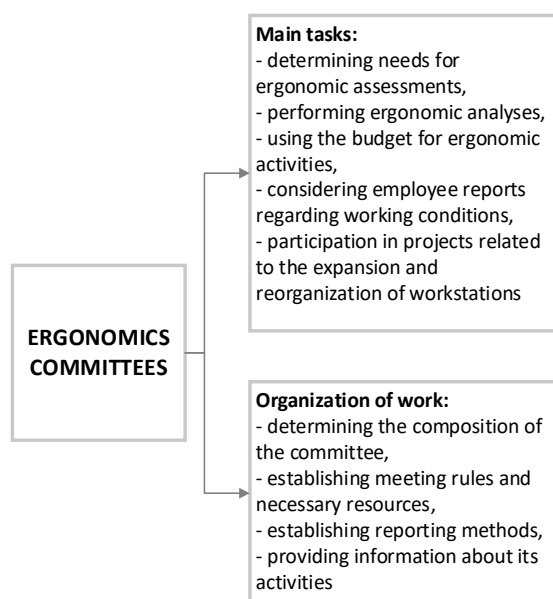 Main tasks:
- determining needs for
ergonomic assessments,
- performing ergonomic analyses,
- using the budget for ergonomic
activities,
- considering employee reports
regarding working conditions,
- participation in projects related
to the expansion and
reorganization of workstations
ERGONOMICS
COMMITTEES
Organization of work:
- determining the composition of
the committee,
- establishing meeting rules and
necessary resources,
- establishing reporting methods,
- providing information about its
activities